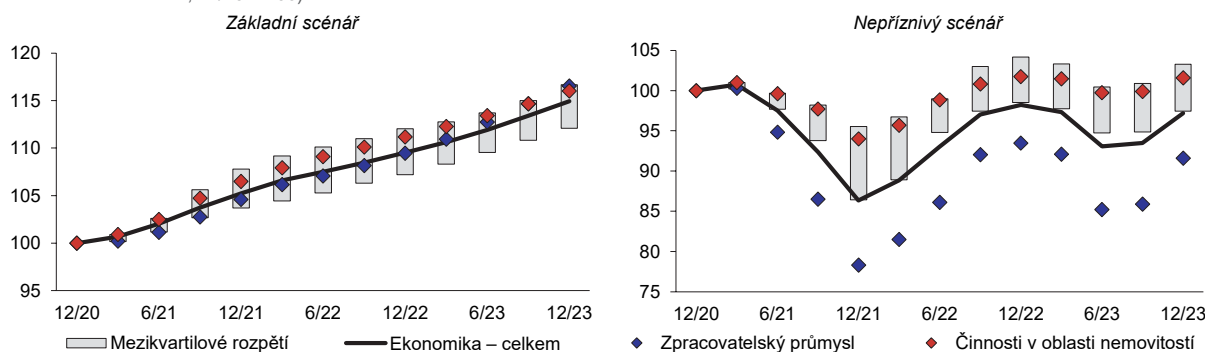 Základní scénář
Nepříznivý scénář
120
115
110
105
100
95
12/20 6/21 12/21 6/22 12/22 6/23 12/23
105
100
95
90
85
80
75
12/20 6/21 12/21 6/22 12/22 6/23 12/23
Mezikvartilové rozpětí Ekonomika – celkem Zpracovatelský průmysl Činnosti v oblasti nemovitostí